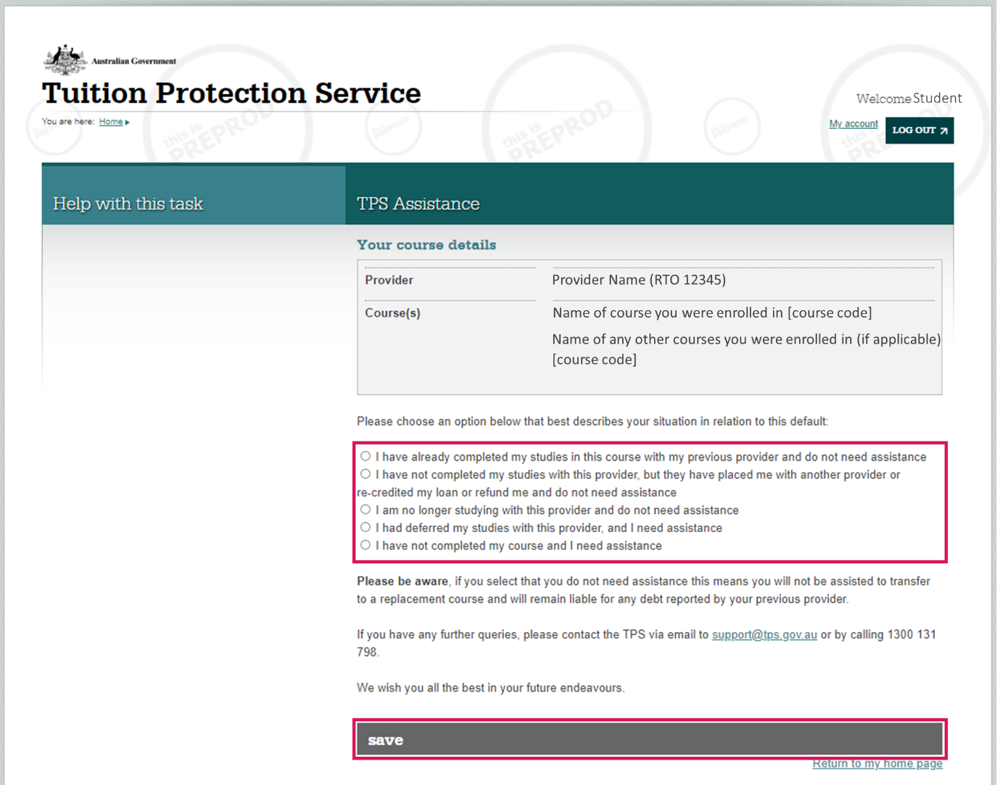 Australian Government
Tuition Protection Service
Welcome Student
You are here: Home
My account
LOG OUT
this is PREPROD
this is PREPROD
Help with this task
TPS Assistance
Your course details
Provider
Provider Name (RTO 12345)
Course(s)
Name of course you were enrolled in [course code]
Name of any other courses you were enrolled in (if applicable)
[course code]
Please choose an option below that best describes your situation in relation to this default:
I have already completed my studies in this course with my previous provider and do not need assistance
I have not completed my studies with this provider, but they have placed me with another provider or
re-credited my loan or refund me and do not need assistance
I am no longer studying with this provider and do not need assistance
I had deferred my studies with this provider, and I need assistance
I have not completed my course and I need assistance
Please be aware, if you select that you do not need assistance this means you will not be assisted to transfer
to a replacement course and will remain liable for any debt reported by your previous provider.
If you have any further queries, please contact the TPS via email to support@tps.gov.au or by calling 1300 131
798.
We wish you all the best in your future endeavours.
save
Return to my home page